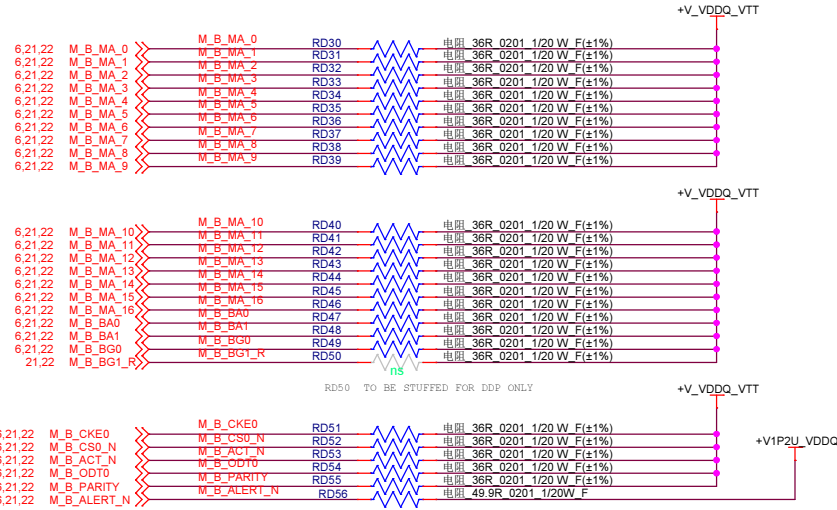 +V_VDDQ_VTT
6,21,22 M_B_MA_0 M_B_MA_0 RD30 电阻_36R_0201_1/20 W_F(±1%)
6,21,22 M_B_MA_1 M_B_MA_1 RD31 电阻_36R_0201_1/20 W_F(±1%)
6,21,22 M_B_MA_2 M_B_MA_2 RD32 电阻_36R_0201_1/20 W_F(±1%)
6,21,22 M_B_MA_3 M_B_MA_3 RD33 电阻_36R_0201_1/20 W_F(±1%)
6,21,22 M_B_MA_4 M_B_MA_4 RD34 电阻_36R_0201_1/20 W_F(±1%)
6,21,22 M_B_MA_5 M_B_MA_5 RD35 电阻_36R_0201_1/20 W_F(±1%)
6,21,22 M_B_MA_6 M_B_MA_6 RD36 电阻_36R_0201_1/20 W_F(±1%)
6,21,22 M_B_MA_7 M_B_MA_7 RD37 电阻_36R_0201_1/20 W_F(±1%)
6,21,22 M_B_MA_8 M_B_MA_8 RD38 电阻_36R_0201_1/20 W_F(±1%)
6,21,22 M_B_MA_9 M_B_MA_9 RD39 电阻_36R_0201_1/20 W_F(±1%)
+V_VDDQ_VTT
6,21,22 M_B_MA_10 M_B_MA_10 RD40 电阻_36R_0201_1/20 W_F(±1%)
6,21,22 M_B_MA_11 M_B_MA_11 RD41 电阻_36R_0201_1/20 W_F(±1%)
6,21,22 M_B_MA_12 M_B_MA_12 RD42 电阻_36R_0201_1/20 W_F(±1%)
6,21,22 M_B_MA_13 M_B_MA_13 RD43 电阻_36R_0201_1/20 W_F(±1%)
6,21,22 M_B_MA_14 M_B_MA_14 RD44 电阻_36R_0201_1/20 W_F(±1%)
6,21,22 M_B_MA_15 M_B_MA_15 RD45 电阻_36R_0201_1/20 W_F(±1%)
6,21,22 M_B_MA_16 M_B_MA_16 RD46 电阻_36R_0201_1/20 W_F(±1%)
6,21,22 M_B_BA0 M_B_BA0 RD47 电阻_36R_0201_1/20 W_F(±1%)
6,21,22 M_B_BA1 M_B_BA1 RD48 电阻_36R_0201_1/20 W_F(±1%)
6,21,22 M_B_BG0 M_B_BG0 RD49 电阻_36R_0201_1/20 W_F(±1%)
21,22 M_B_BG1_R M_B_BG1_R RD50 电阻_36R_0201_1/20 W_F(±1%)
ns
RD50 TO BE STUFFED FOR DDP ONLY
+V_VDDQ_VTT
6,21,22 M_B_CKE0 M_B_CKE0 RD51 电阻_36R_0201_1/20 W_F(±1%)
6,21,22 M_B_CS0_N M_B_CS0_N RD52 电阻_36R_0201_1/20 W_F(±1%)
+V1P2U_VDDQ
6,21,22 M_B_ACT_N M_B_ACT_N RD53 电阻_36R_0201_1/20 W_F(±1%)
6,21,22 M_B_ODT0 M_B_ODT0 RD54 电阻_36R_0201_1/20 W_F(±1%)
6,21,22 M_B_PARITY M_B_PARITY RD55 电阻_36R_0201_1/20 W_F(±1%)
6,21,22 M_B_ALERT_N M_B_ALERT_N RD56 电阻_49.9R_0201_1/20W_F